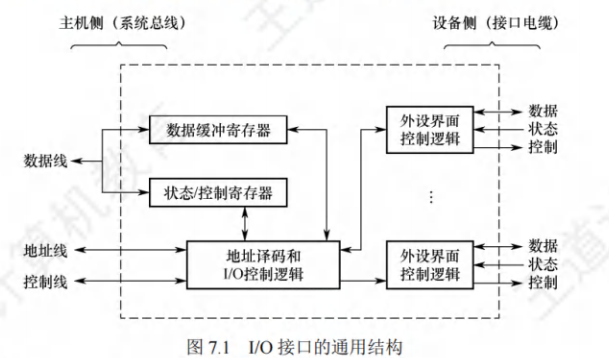 主机侧（系统总线）
设备侧（接口电缆）
数据缓冲寄存器
外设界面
控制逻辑
数据
状态
控制
数据线
状态/控制寄存器
⋮
地址线
控制线
地址译码和
I/O控制逻辑
外设界面
控制逻辑
数据
状态
控制
图 7.1 I/O 接口的通用结构